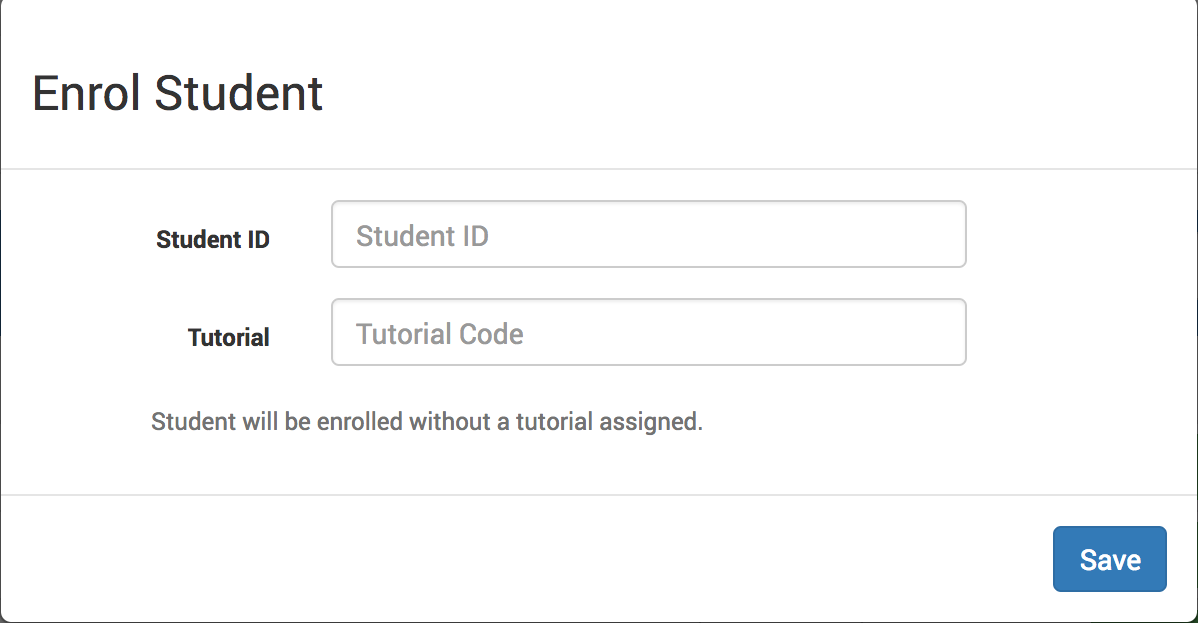 Enrol Student
Student ID
Student ID
Tutorial
Tutorial Code
Student will be enrolled without a tutorial assigned.
Save